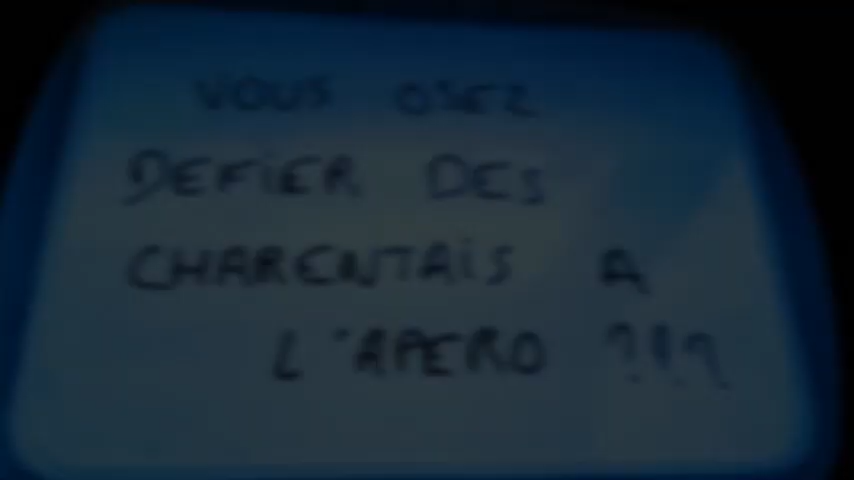 VOUS OSEZ
DEFIER DES
CHARENTAIS A
L'APERO ?!?